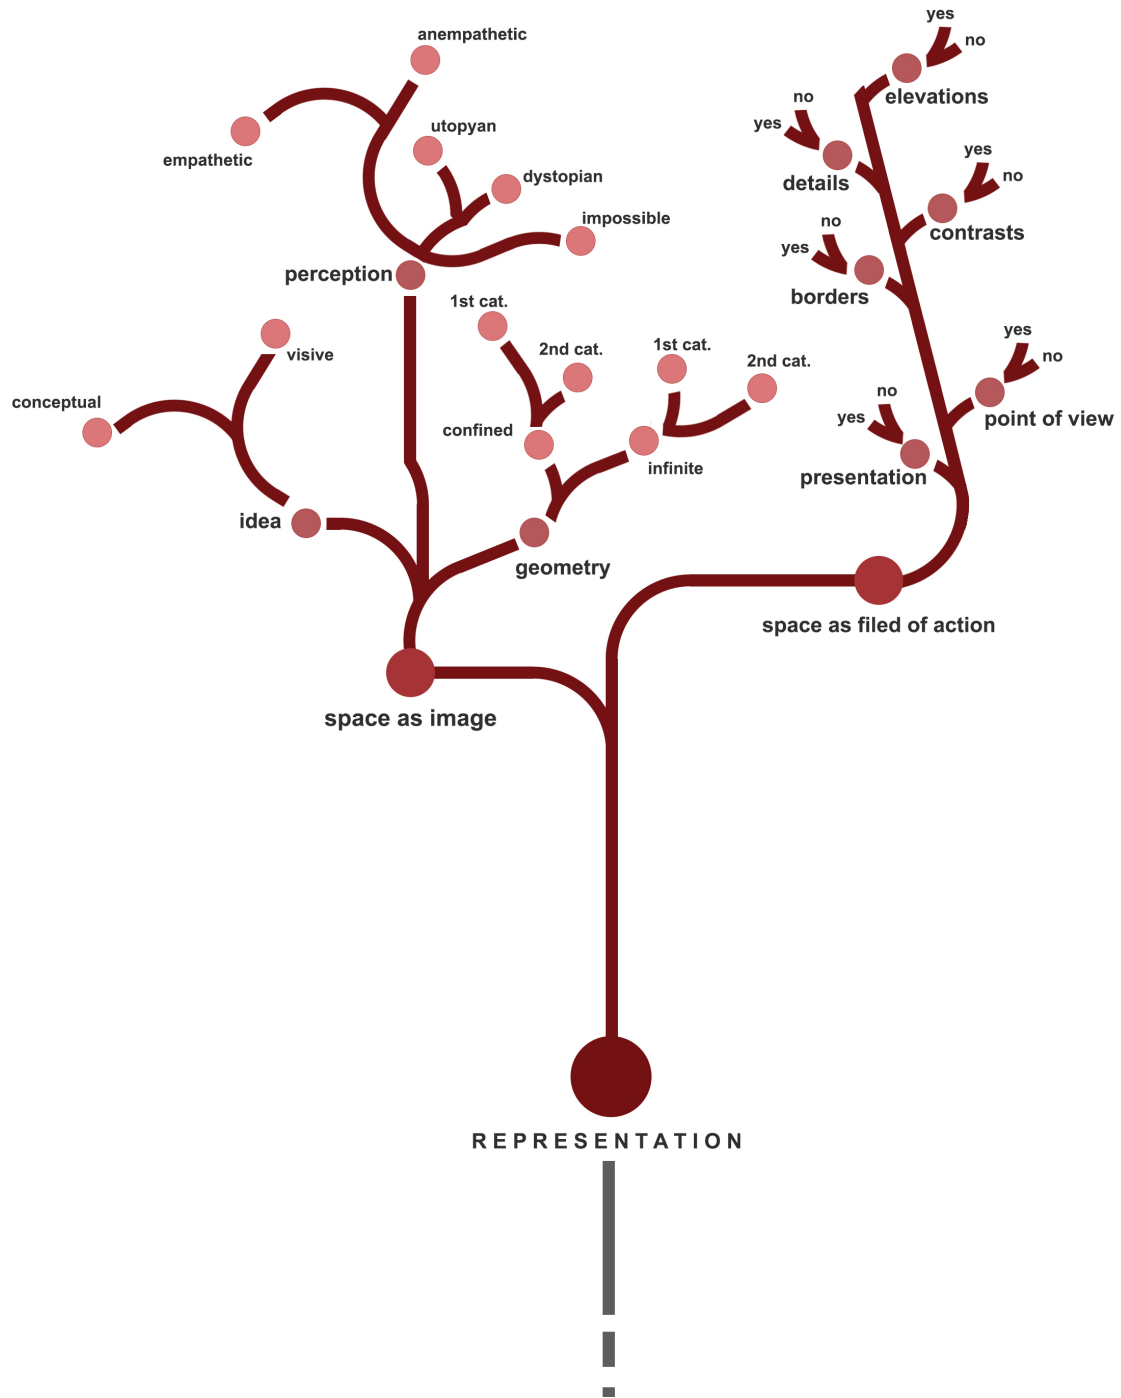 yes
no
anempathetic
elevations
no
yes
utopyan
empathetic
yes
no
dystopian
details
impossible
no
contrasts
yes
perception
borders
1st cat.
yes
no
visive
2nd cat.
1st cat.
2nd cat.
conceptual
no
yes
point of view
confined
infinite
presentation
idea
geometry
space as filed of action
space as image
REPRESENTATION